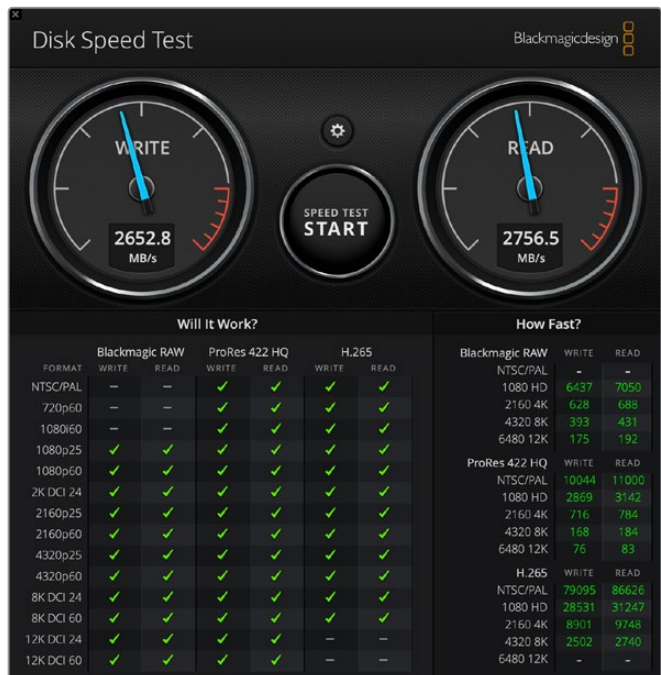 Disk Speed Test
Blackmagicdesign
WRITE
2652.8
MB/s
SPEED TEST
START
READ
2756.5
MB/s
Will It Work?
Blackmagic RAW ProRes 422 HQ H.265
FORMAT WRITE READ WRITE READ WRITE READ
NTSC/PAL – – ✓ ✓ ✓ ✓
720p60 – – ✓ ✓ ✓ ✓
1080i60 – – ✓ ✓ ✓ ✓
1080p25 ✓ ✓ ✓ ✓ ✓ ✓
1080p60 ✓ ✓ ✓ ✓ ✓ ✓
2K DCI 24 ✓ ✓ ✓ ✓ ✓ ✓
2160p25 ✓ ✓ ✓ ✓ ✓ ✓
2160p60 ✓ ✓ ✓ ✓ ✓ ✓
4320p25 ✓ ✓ ✓ ✓ ✓ ✓
4320p60 ✓ ✓ ✓ ✓ ✓ ✓
8K DCI 24 ✓ ✓ ✓ ✓ ✓ ✓
8K DCI 60 ✓ ✓ ✓ ✓ ✓ ✓
12K DCI 24 ✓ ✓ ✓ ✓ – –
12K DCI 60 ✓ ✓ ✓ ✓ – –
How Fast?
Blackmagic RAW WRITE READ
NTSC/PAL - -
1080 HD 6437 7050
2160 4K 628 688
4320 8K 393 431
6480 12K 175 192
ProRes 422 HQ WRITE READ
NTSC/PAL 10044 11000
1080 HD 2869 3142
2160 4K 716 784
4320 8K 168 184
6480 12K 76 83
H.265 WRITE READ
NTSC/PAL 79095 86626
1080 HD 28531 31247
2160 4K 8901 9748
4320 8K 2502 2740
6480 12K - -